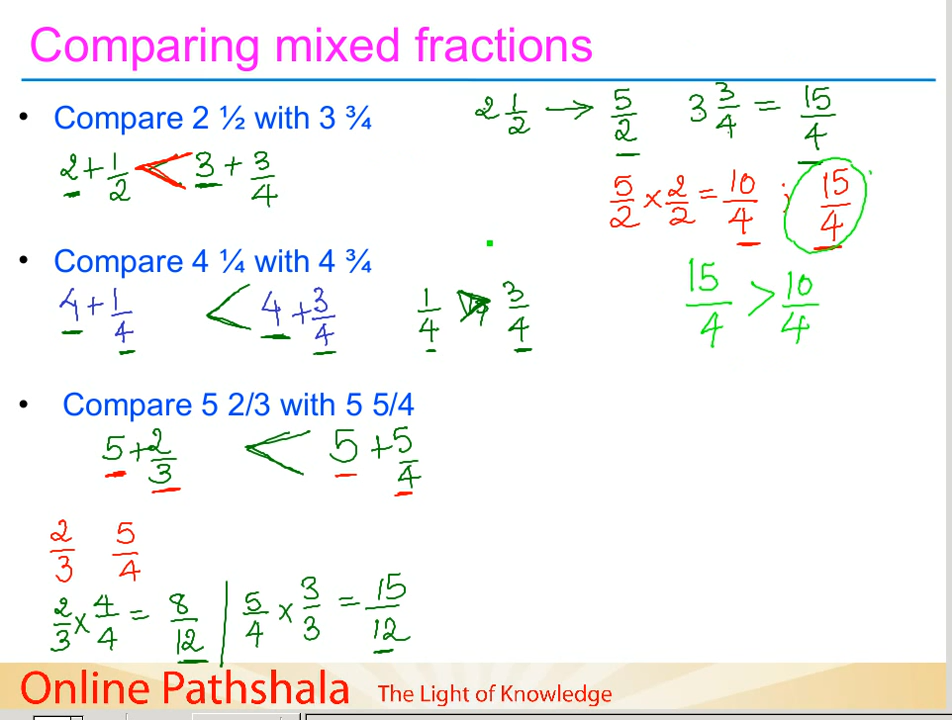 Comparing mixed fractions
• Compare 2 ½ with 3 ¾
2 + 1/2 < 3 + 3/4
2 1/2 → 5/2   3 3/4 = 15/4
5/2 × 2/2 = 10/4 ; 15/4
15/4 > 10/4
• Compare 4 ¼ with 4 ¾
4 + 1/4 < 4 + 3/4   1/4   3/4
• Compare 5 2/3 with 5 5/4
5 + 2/3 < 5 + 5/4
2/3   5/4
2/3 × 4/4 = 8/12 | 5/4 × 3/3 = 15/12
Online Pathshala The Light of Knowledge